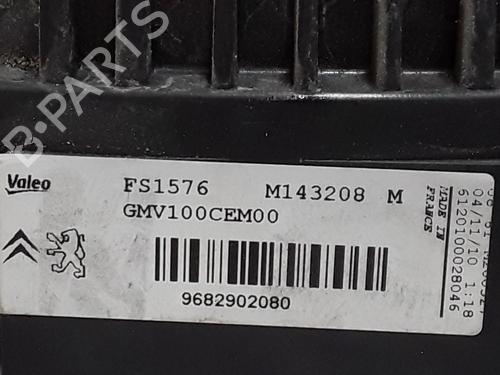 B-PARTS
Valeo FS1576 M143208 M
GMV100CEM00
9682902080
MADE IN
FRANCE
04/11/10 1:18
6120100028046